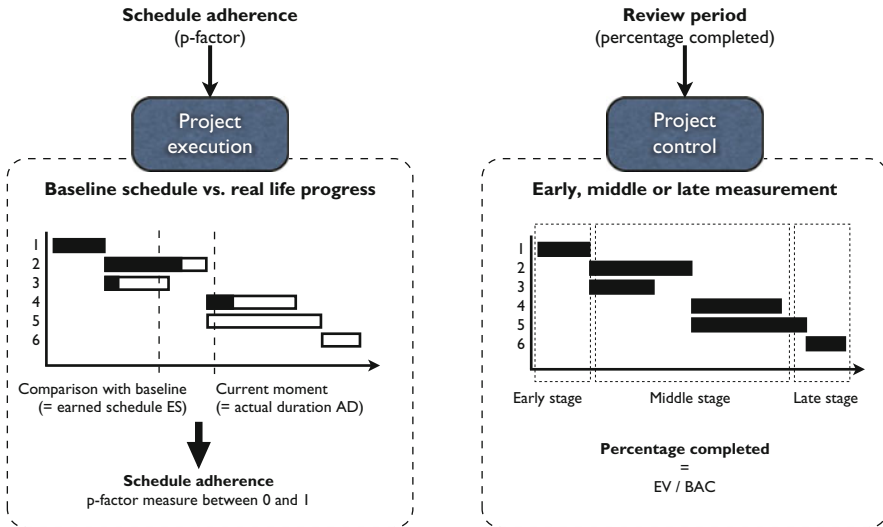 Schedule adherence
(p-factor)
Project
execution
Baseline schedule vs. real life progress
1
2
3
4
5
6
Comparison with baseline
(= earned schedule ES)
Current moment
(= actual duration AD)
Schedule adherence
p-factor measure between 0 and 1
Review period
(percentage completed)
Project
control
Early, middle or late measurement
1
2
3
4
5
6
Early stage
Middle stage
Late stage
Percentage completed
=
EV / BAC